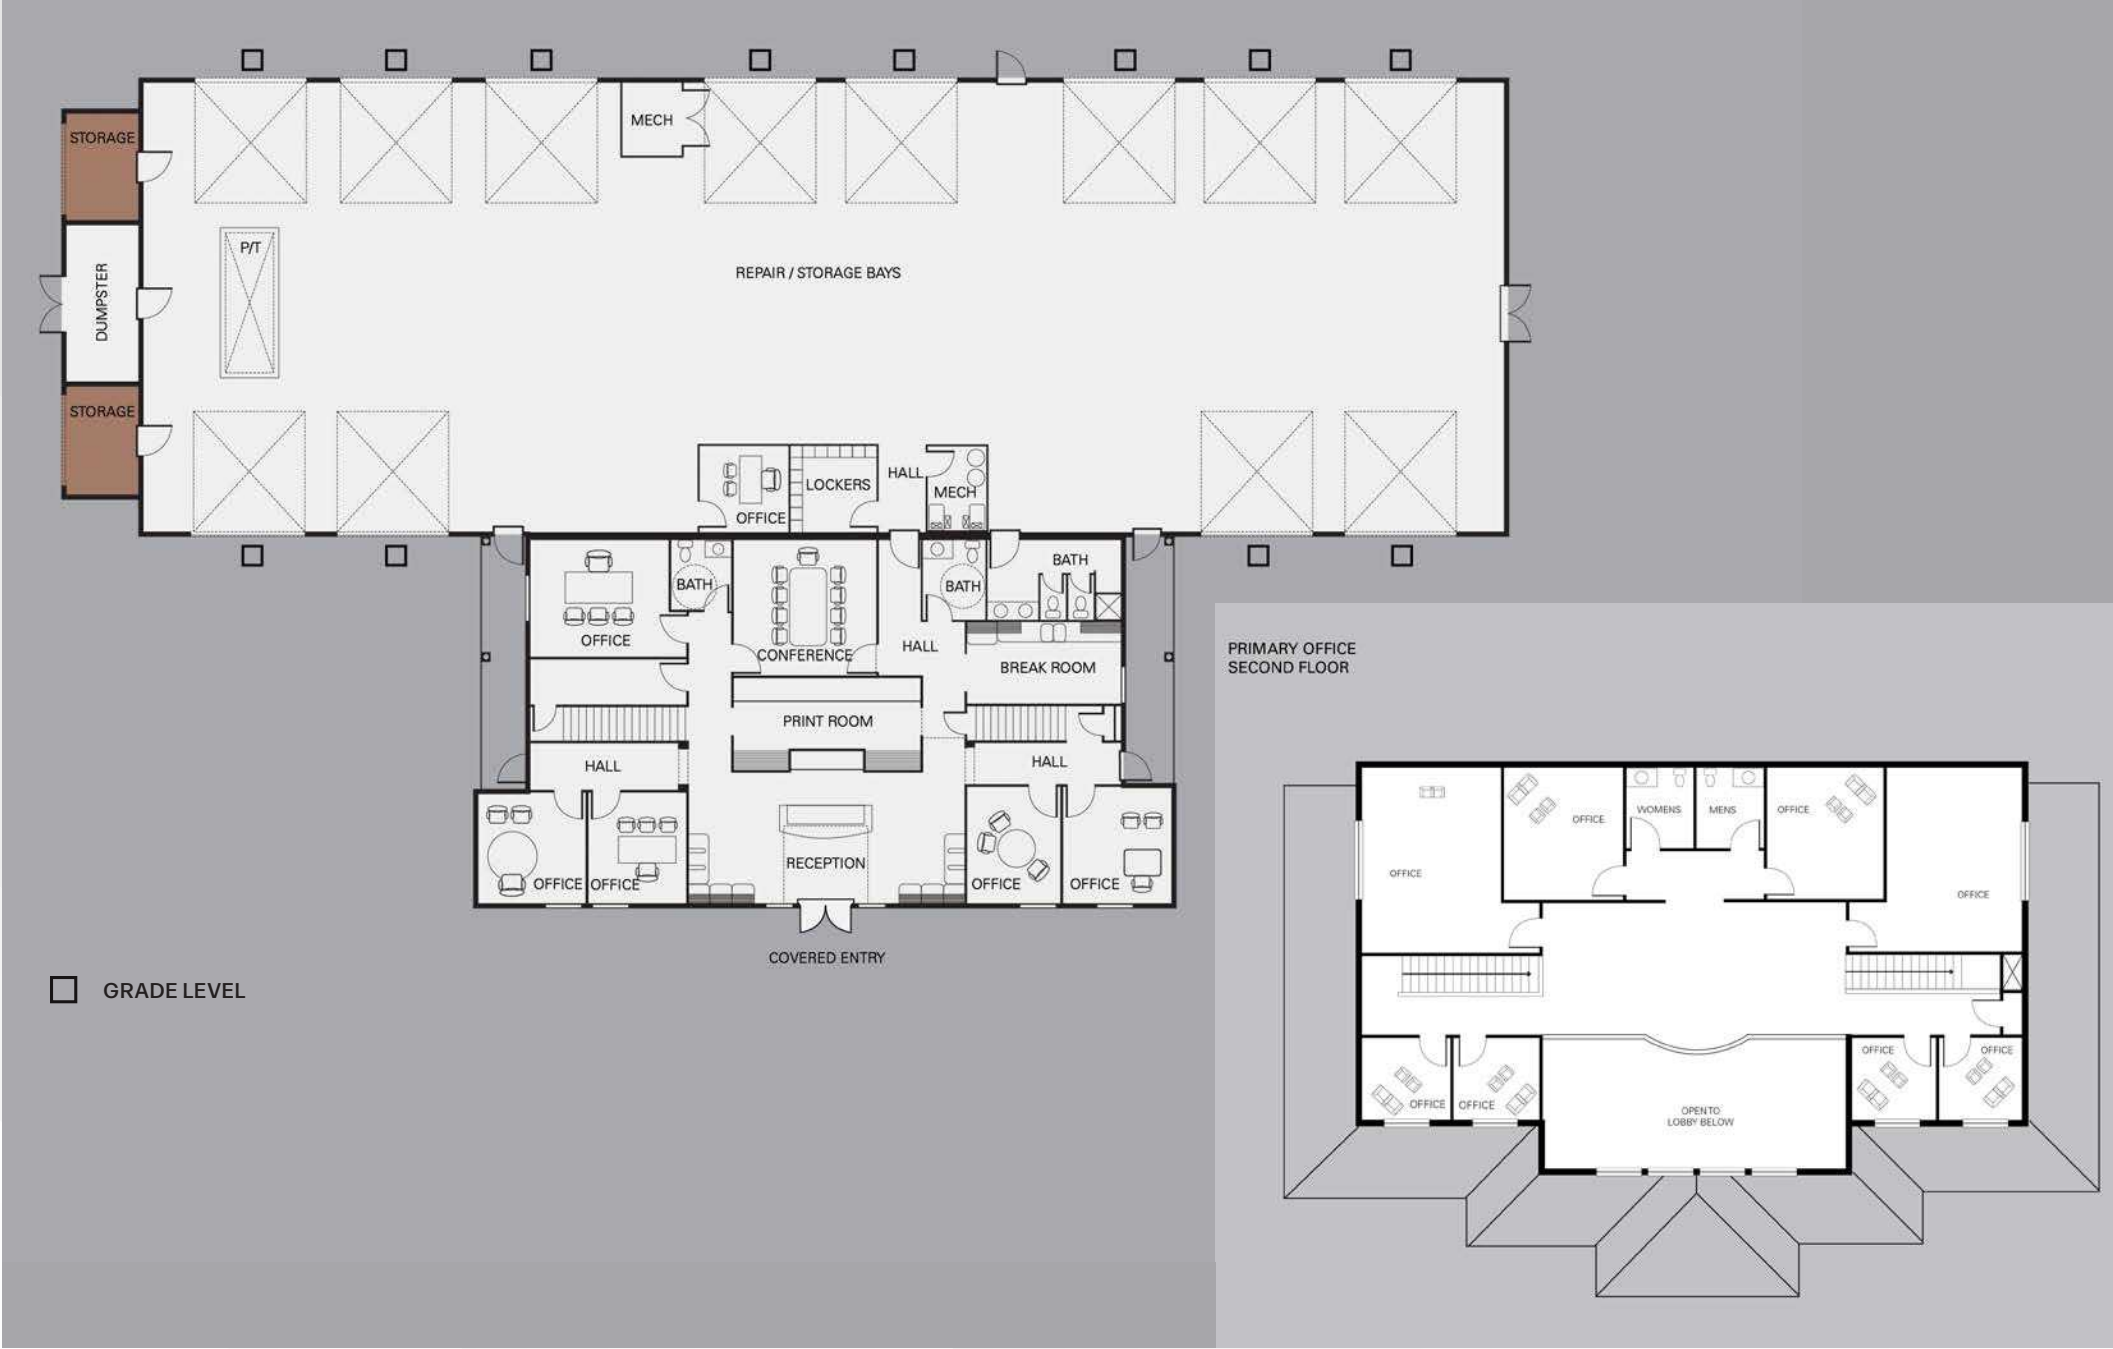 STORAGE
MECH
P/T
REPAIR / STORAGE BAYS
DUMPSTER
STORAGE
HALL
LOCKERS
MECH
OFFICE
BATH
BATH
BATH
OFFICE
HALL
CONFERENCE
BREAK ROOM
PRINT ROOM
HALL
HALL
RECEPTION
OFFICE
OFFICE
OFFICE
OFFICE
COVERED ENTRY
GRADE LEVEL
PRIMARY OFFICE
SECOND FLOOR
WOMENS
MENS
OFFICE
OFFICE
OFFICE
OFFICE
OFFICE
OFFICE
OFFICE
OFFICE
OPEN TO
LOBBY BELOW